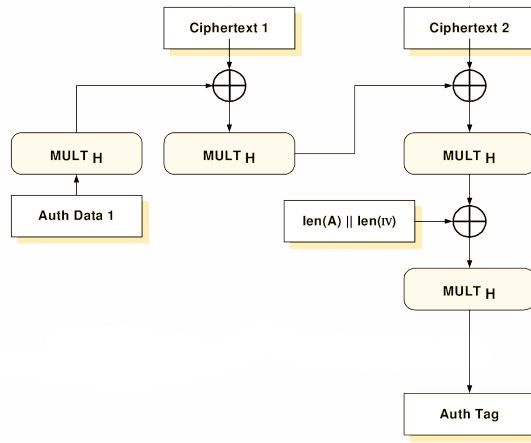 Ciphertext 1
Ciphertext 2
MULT H
MULT H
MULT H
Auth Data 1
len(A) || len(IV)
MULT H
Auth Tag